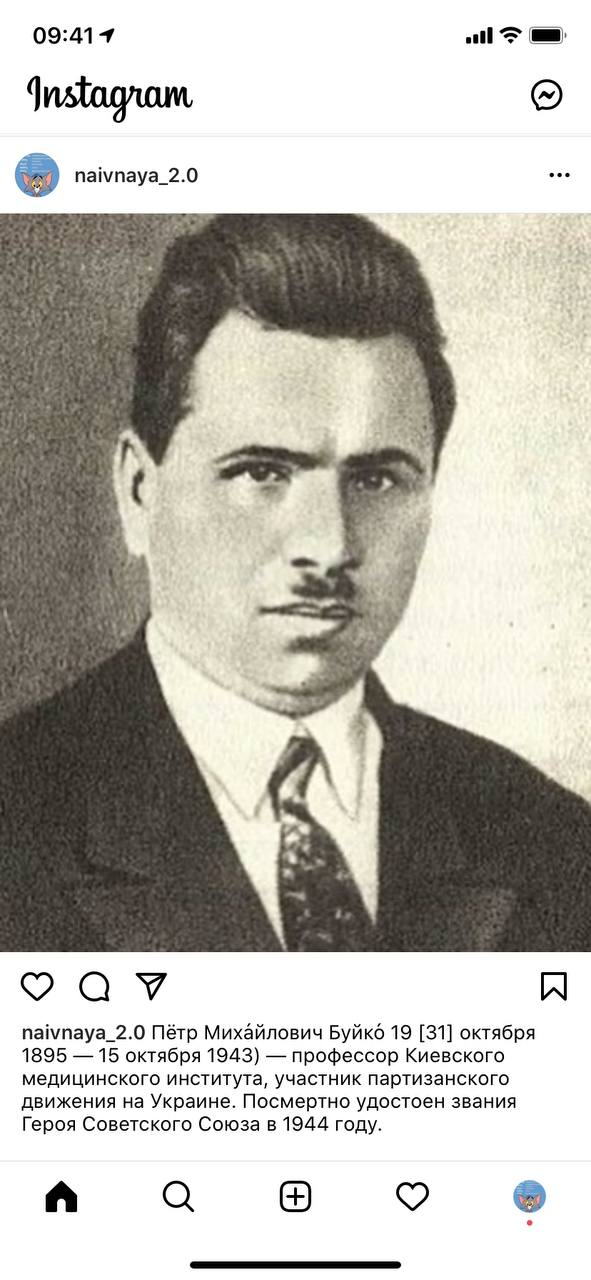 09:41
Instagram
naivnaya_2.0
naivnaya_2.0 Пётр Миха́йлович Буйко́ 19 [31] октября
1895 — 15 октября 1943) — профессор Киевского
медицинского института, участник партизанского
движения на Украине. Посмертно удостоен звания
Героя Советского Союза в 1944 году.